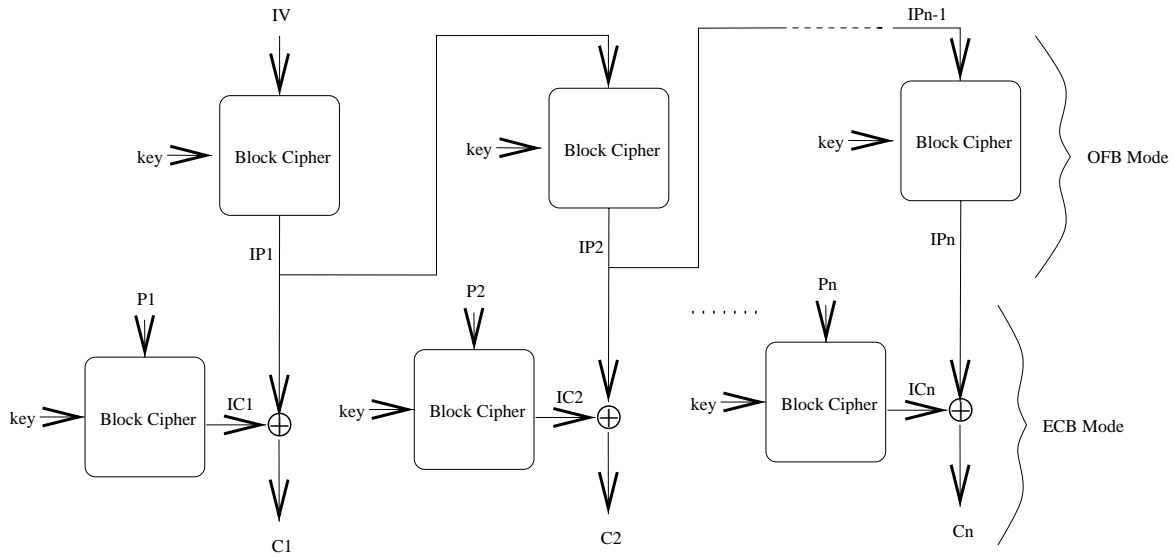 IV
IPn-1
key
Block Cipher
key
Block Cipher
key
Block Cipher
OFB Mode
IP1
IP2
IPn
P1
P2
Pn
.......
key
Block Cipher
IC1
key
Block Cipher
IC2
key
Block Cipher
ICn
ECB Mode
C1
C2
Cn